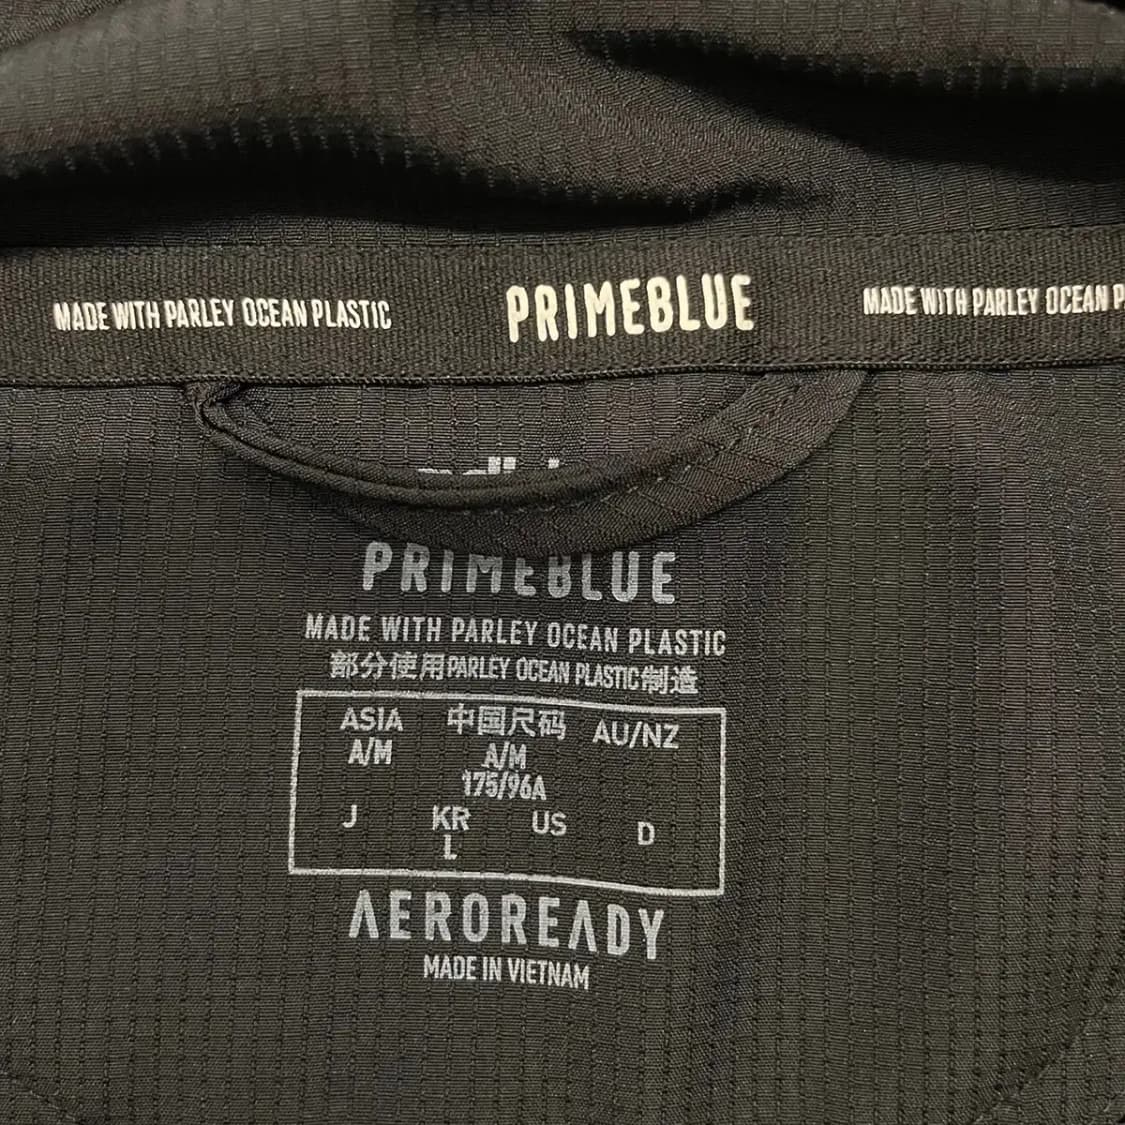 MADE WITH PARLEY OCEAN PLASTIC PRIMEBLUE MADE WITH PARLEY OCEAN P
PRIMEBLUE
MADE WITH PARLEY OCEAN PLASTIC
部分使用PARLEY OCEAN PLASTIC制造
ASIA 中国尺码 AU/NZ
A/M A/M
175/96A
J KR US D
L
AEROREADY
MADE IN VIETNAM